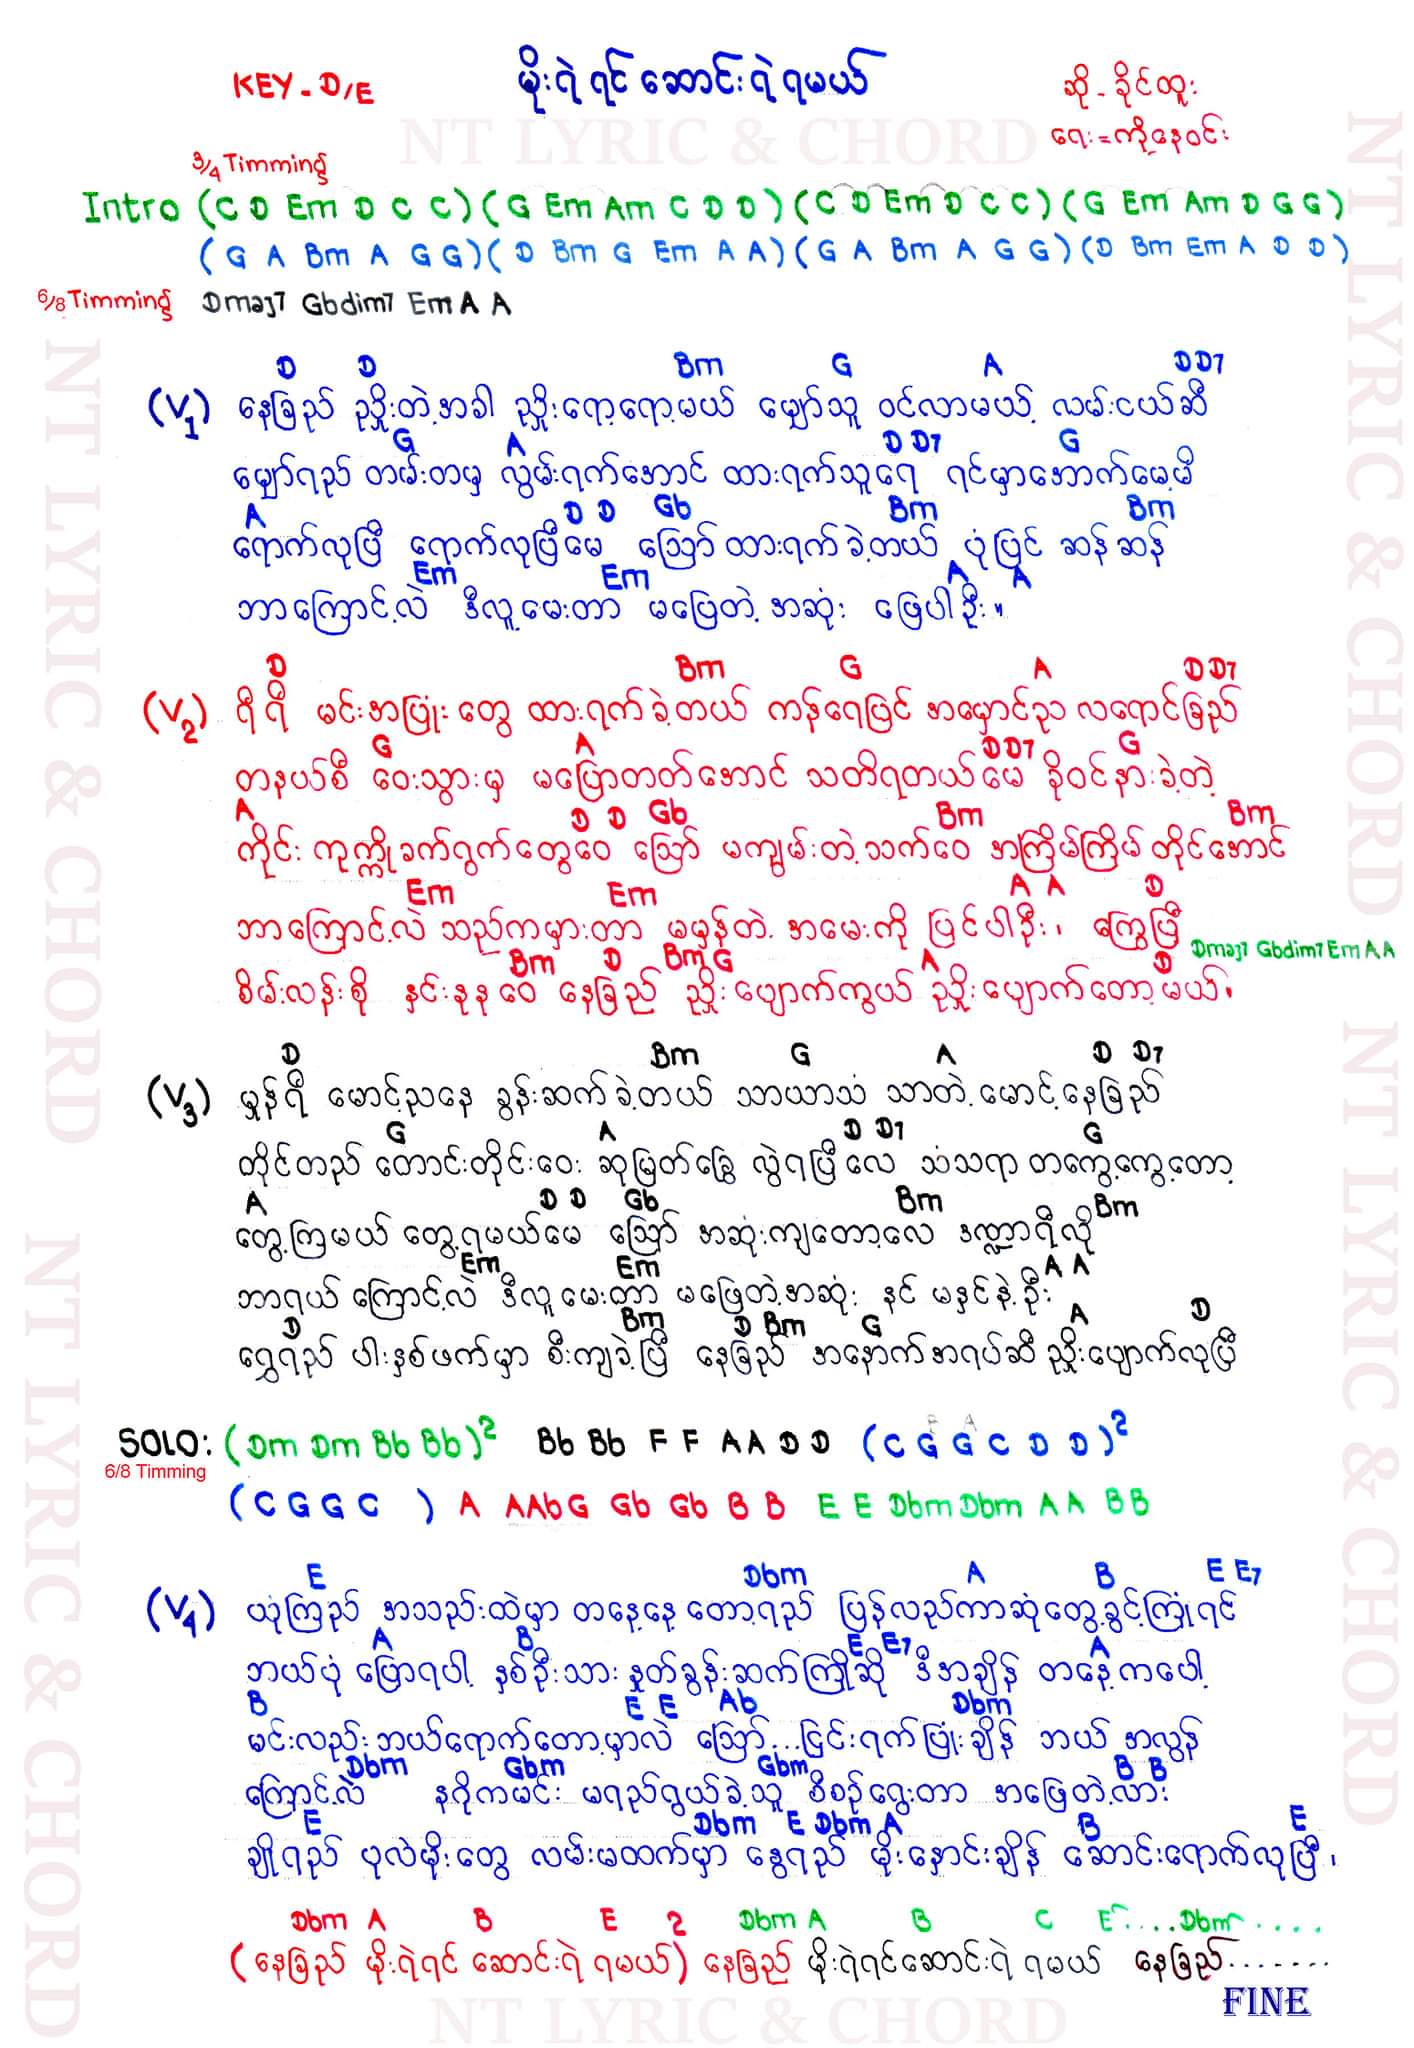 KEY - D/E
မိုးရဲရင် ဆောင်းရဲရမယ်
ဆို - ခိုင်ထူး
ရေး = ကိုနေဝင်း
NT LYRIC & CHORD
3/4 Timming
Intro (C D Em D C C) (G Em Am C D D) (C D Em D C C) (G Em Am D G G)
(G A Bm A G G) (D Bm G Em A A) (G A Bm A G G) (D Bm Em A D D)
6/8 Timming Dmaj7 Gbdim7 Em A A
D D Bm G A D D7
(V1) နေခြည် ညှိုးတဲ့အခါ ညှိုးရော့ရော့မယ် မျှော်သူ ဝင်လာမယ့် လမ်းငယ်ဆီ
G A D D7 G
မျှော်ရည် တမ်းတမှ လွမ်းရက်အောင် ထားရက်သူရေ ရင်မှာအောက်မေ့မိ
A D D Gb Bm Bm
ရောက်လုပြီ ရောက်လုပြီမေ ဪ ထားရက်ခဲ့တယ် ပုံပြင် ဆန်ဆန်
Em Em A A
ဘာကြောင့်လဲ ဒီလူ့မေးတာ မဖြေတဲ့အဆုံး ဖြေပါဦး။
D Bm G A D D7
(V2) ရီရီ မင်းအပြုံးတွေ ထားရက်ခဲ့တယ် ကန်ရေပြင် အမှောင်ည လရောင်ခြည်
G A D D7 G
တနယ်စီ ဝေးသွားမှ မပြောတတ်အောင် သတိရတယ်မေ ခိုဝင်နားခဲ့တဲ့
A D D Gb Bm Bm
ကိုင်း ကုက္ကိုခက်ရွက်တွေဝေ ဪ မကျွမ်းတဲ့သက်ဝေ အကြိမ်ကြိမ် တိုင်အောင်
Em Em A A D
ဘာကြောင့်လဲ သည်ကမှားတာ မမှန်တဲ့ အမေးကို ပြင်ပါဦး၊ ကြွေပြီ
Dmaj7 Gbdim7 Em A A
Bm D Bm G A D
စိမ်းလန်းစို နှင်းနုနုဝေ နေခြည် ညှိုးပျောက်ကွယ် ညှိုးပျောက်တော့မယ်၊
D Bm G A D D7
(V3) မှုန်ရီ မှောင့်ညနေ ခွန်းဆက်ခဲ့တယ် သာယာသံ သာတဲ့ မှောင့်နေခြည်
G A D D7 G
တိုင်တည် တောင်းတိုင်းဝေး ဆုမြတ်ခြွေ လွဲရပြီလေ သံသရာ တကွေ့ကွေ့တော့
A D D Gb Bm Bm
တွေ့ကြမယ် တွေ့ရမယ်မေ ဪ အဆုံးကျတော့လေ ဒဏ္ဍာရီလို
Em Em A A
ဘာရယ်ကြောင့်လဲ ဒီလူမေးတာ မဖြေတဲ့အဆုံး နင် မနှင်နဲ့ဦး
D Bm D Bm G A D
ရွှေရည် ပါးနှစ်ဖက်မှာ စီးကျခဲ့ပြီ နေခြည် အနောက်အရပ်ဆီ ညှိုးပျောက်လုပြီ
SOLO: (Dm Dm Bb Bb)2 Bb Bb F F A A D D (C G G C D D)2
6/8 Timming
(C G G C ) A AAbG Gb Gb B B E E Dbm Dbm A A B B
E Dbm A B E E7
(V4) ယုံကြည် အသည်းထဲမှာ တနေ့နေ့တော့ရည် ပြန်လည်ကာဆုံတွေ့ခွင့်ကြုံရင်
A B E E7 A
ဘယ်ပုံ ပြောရပါ့ နှစ်ဦးသား နှုတ်ခွန်းဆက်ကြိုဆို ဒီအချိန် တနေ့ကပေါ့
B E E Ab Dbm
မင်းလည်း ဘယ်ရောက်တော့မှာလဲ ဪ... ငြင်းရက်ပြုံးချိန် ဘယ် အလွန်
Dbm Gbm Gbm B B
ကြောင့်လဲ နဂိုကမင်း မရည်ရွယ်ခဲ့သူ စိစဉ်ရွေးတာ အဖြေတဲ့လား
E Dbm E Dbm A B E
ချိုရည် ပုလဲမိုးတွေ လမ်းမထက်မှာ နွေရည် မိုးနှောင်းချိန် ဆောင်းရောက်လုပြီ၊
Dbm A B E 2 Dbm A B C E.... Dbm ....
(နေခြည် မိုးရဲရင် ဆောင်းရဲ ရမယ်) နေခြည် မိုးရဲရင်ဆောင်းရဲ ရမယ် နေခြည်.......
FINE
NT LYRIC & CHORD